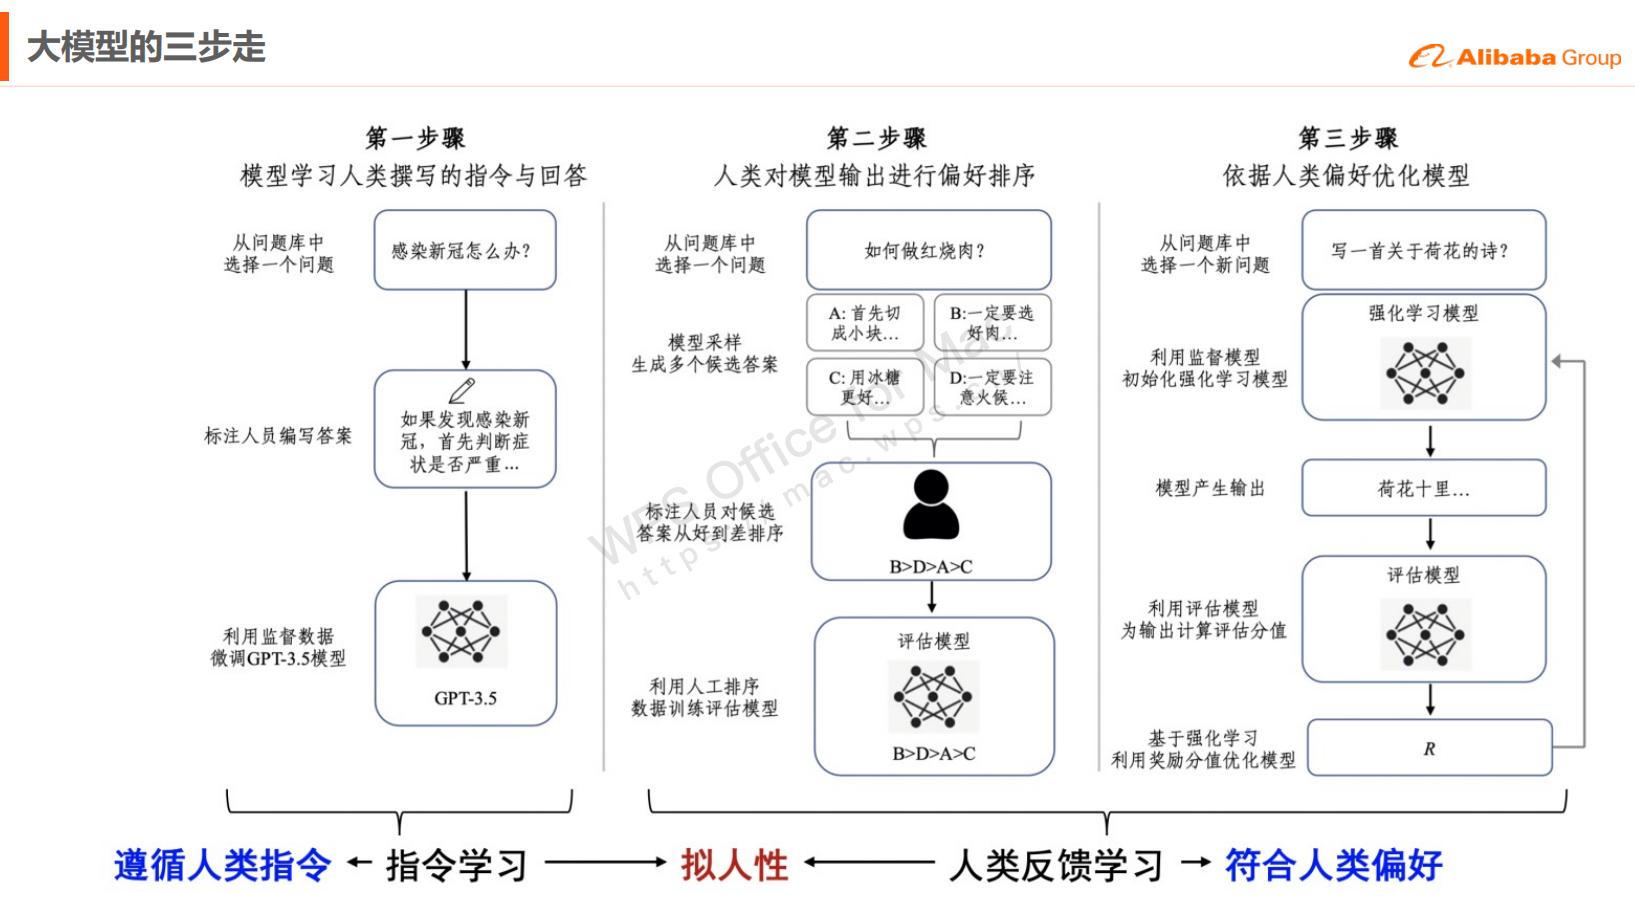 大模型的三步走
Alibaba Group
第一步骤
模型学习人类撰写的指令与回答
从问题库中
选择一个问题
感染新冠怎么办？
标注人员编写答案
如果发现感染新
冠，首先判断症
状是否严重...
利用监督数据
微调GPT-3.5模型
GPT-3.5
第二步骤
人类对模型输出进行偏好排序
从问题库中
选择一个问题
如何做红烧肉？
模型采样
生成多个候选答案
A: 首先切
成小块...
B:一定要选
好肉...
C: 用冰糖
更好...
D:一定要注
意火候...
标注人员对候选
答案从好到差排序
B>D>A>C
利用人工排序
数据训练评估模型
评估模型
B>D>A>C
第三步骤
依据人类偏好优化模型
从问题库中
选择一个新问题
写一首关于荷花的诗？
利用监督模型
初始化强化学习模型
强化学习模型
模型产生输出
荷花十里...
利用评估模型
为输出计算评估分值
评估模型
基于强化学习
利用奖励分值优化模型
R
遵循人类指令
指令学习
拟人性
人类反馈学习
符合人类偏好
WPS Office for Mac